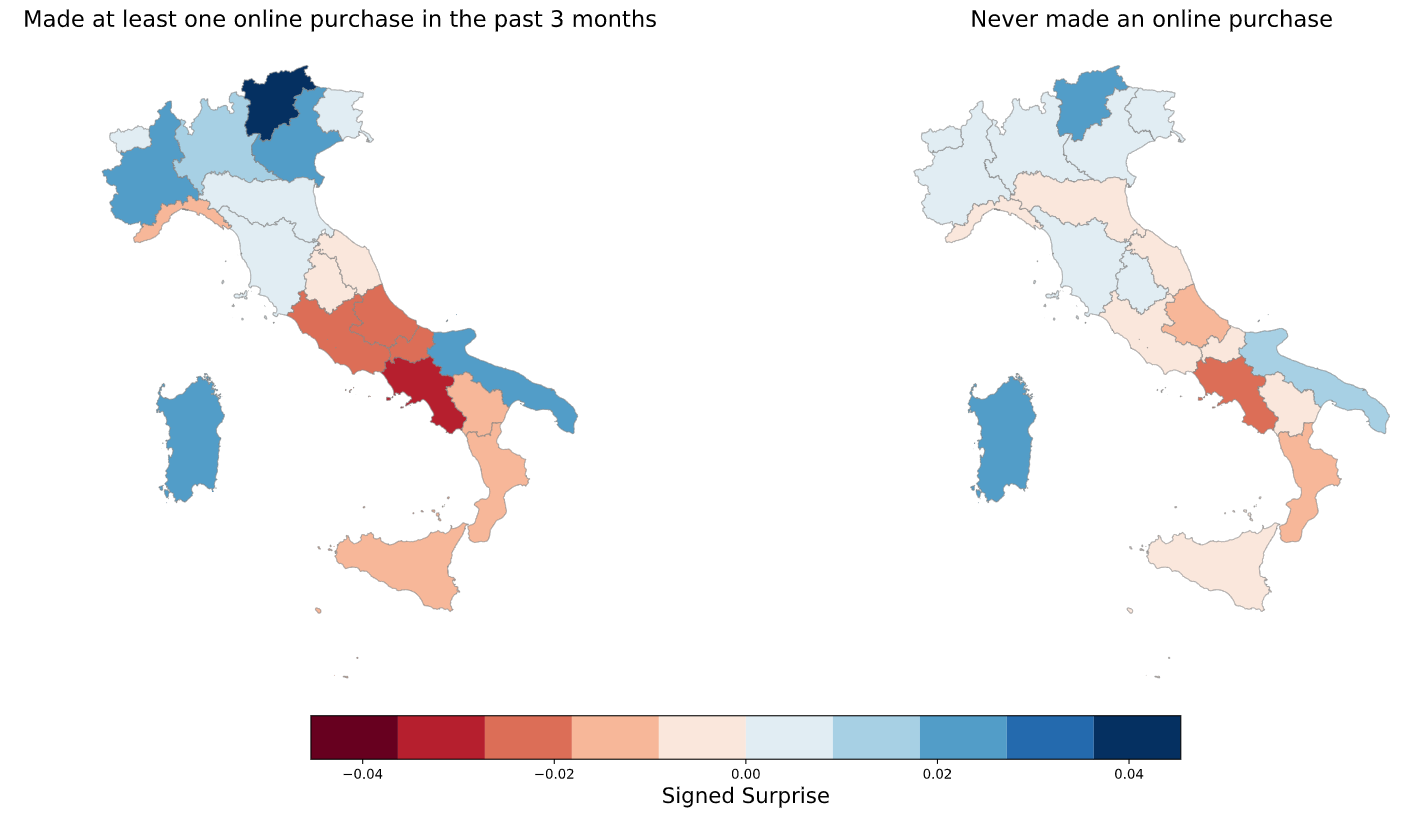 Made at least one online purchase in the past 3 months
Never made an online purchase
−0.04
−0.02
0.00
0.02
0.04
Signed Surprise